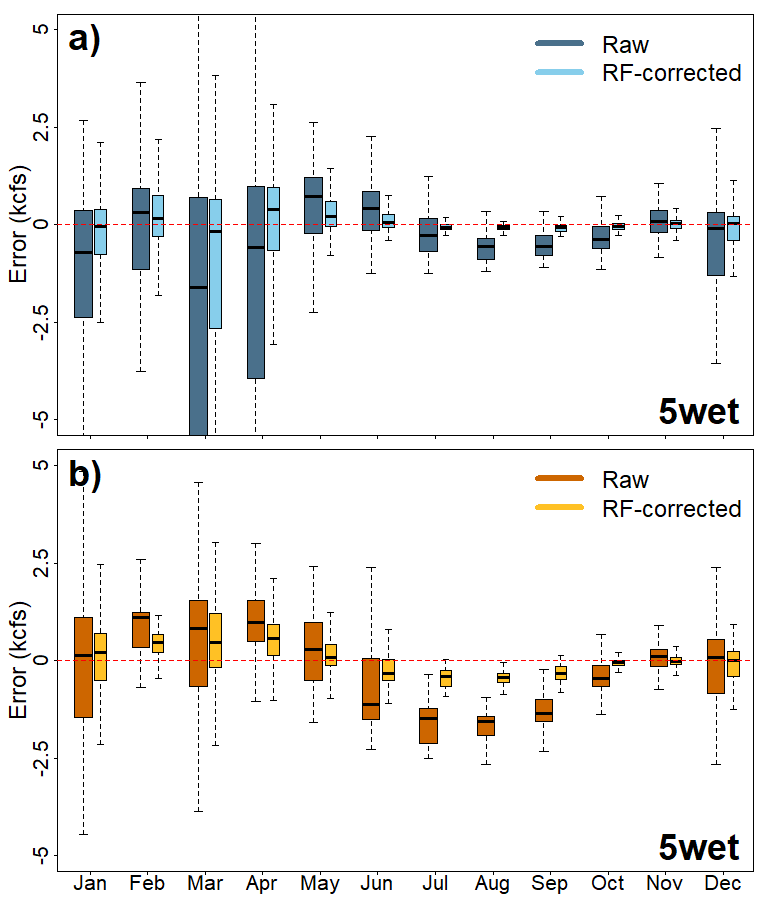 a)
Raw
RF-corrected
5
2.5
0
-2.5
-5
Error (kcfs)
5wet
b)
Raw
RF-corrected
5
2.5
0
-2.5
-5
Error (kcfs)
5wet
Jan Feb Mar Apr May Jun Jul Aug Sep Oct Nov Dec